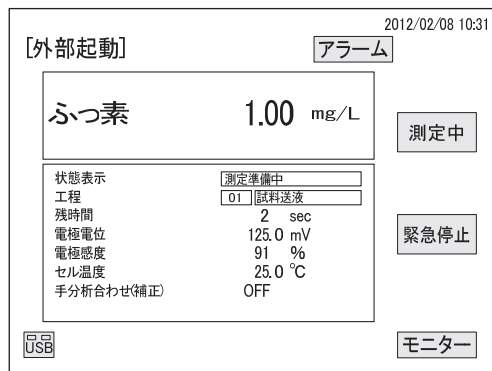 2012/02/08 10:31
[外部起動]
アラーム
ふっ素 1.00 mg/L
測定中
状態表示 測定準備中
工程 01 試料送液
残時間 2 sec
電極電位 125.0 mV
電極感度 91 %
緊急停止
セル温度 25.0 ℃
手分析合わせ(補正) OFF
USB
モニター